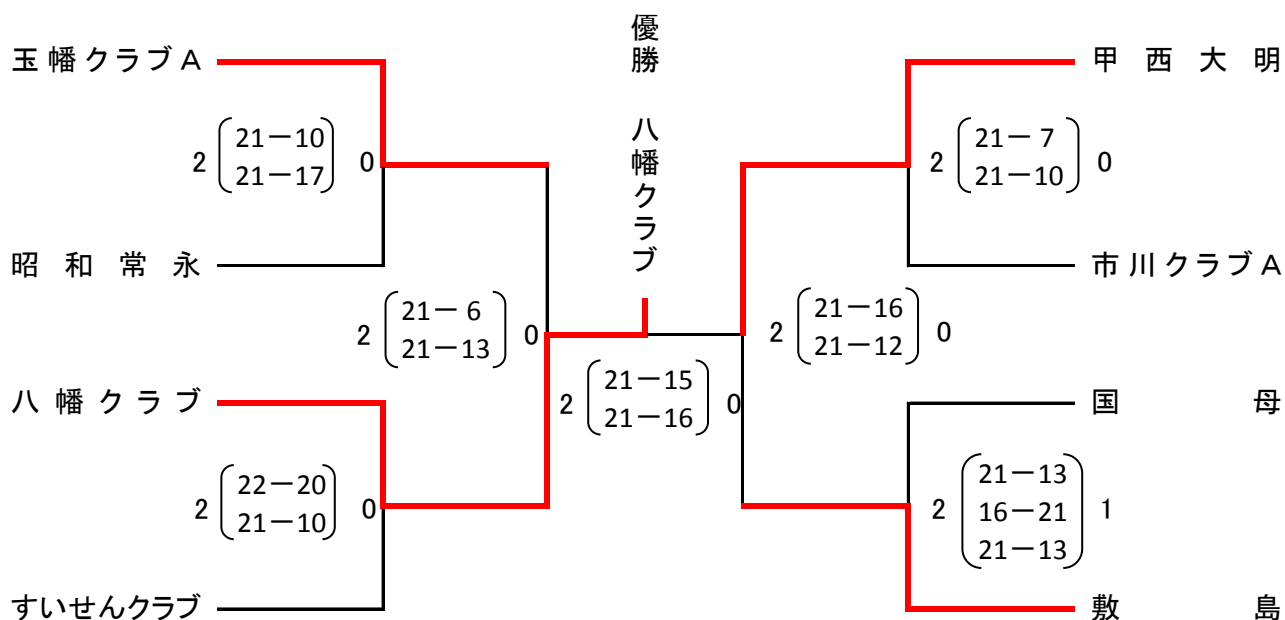 優勝 八幡クラブ
玉幡クラブA
甲西大明
2 21－10 0
21－17
2 21－7 0
21－10
昭和常永
市川クラブA
2 21－6 0
21－13
2 21－16 0
21－12
八幡クラブ
2 21－15 0
21－16
国母
2 22－20 0
21－10
2 21－13 1
16－21
21－13
すいせんクラブ
敷島